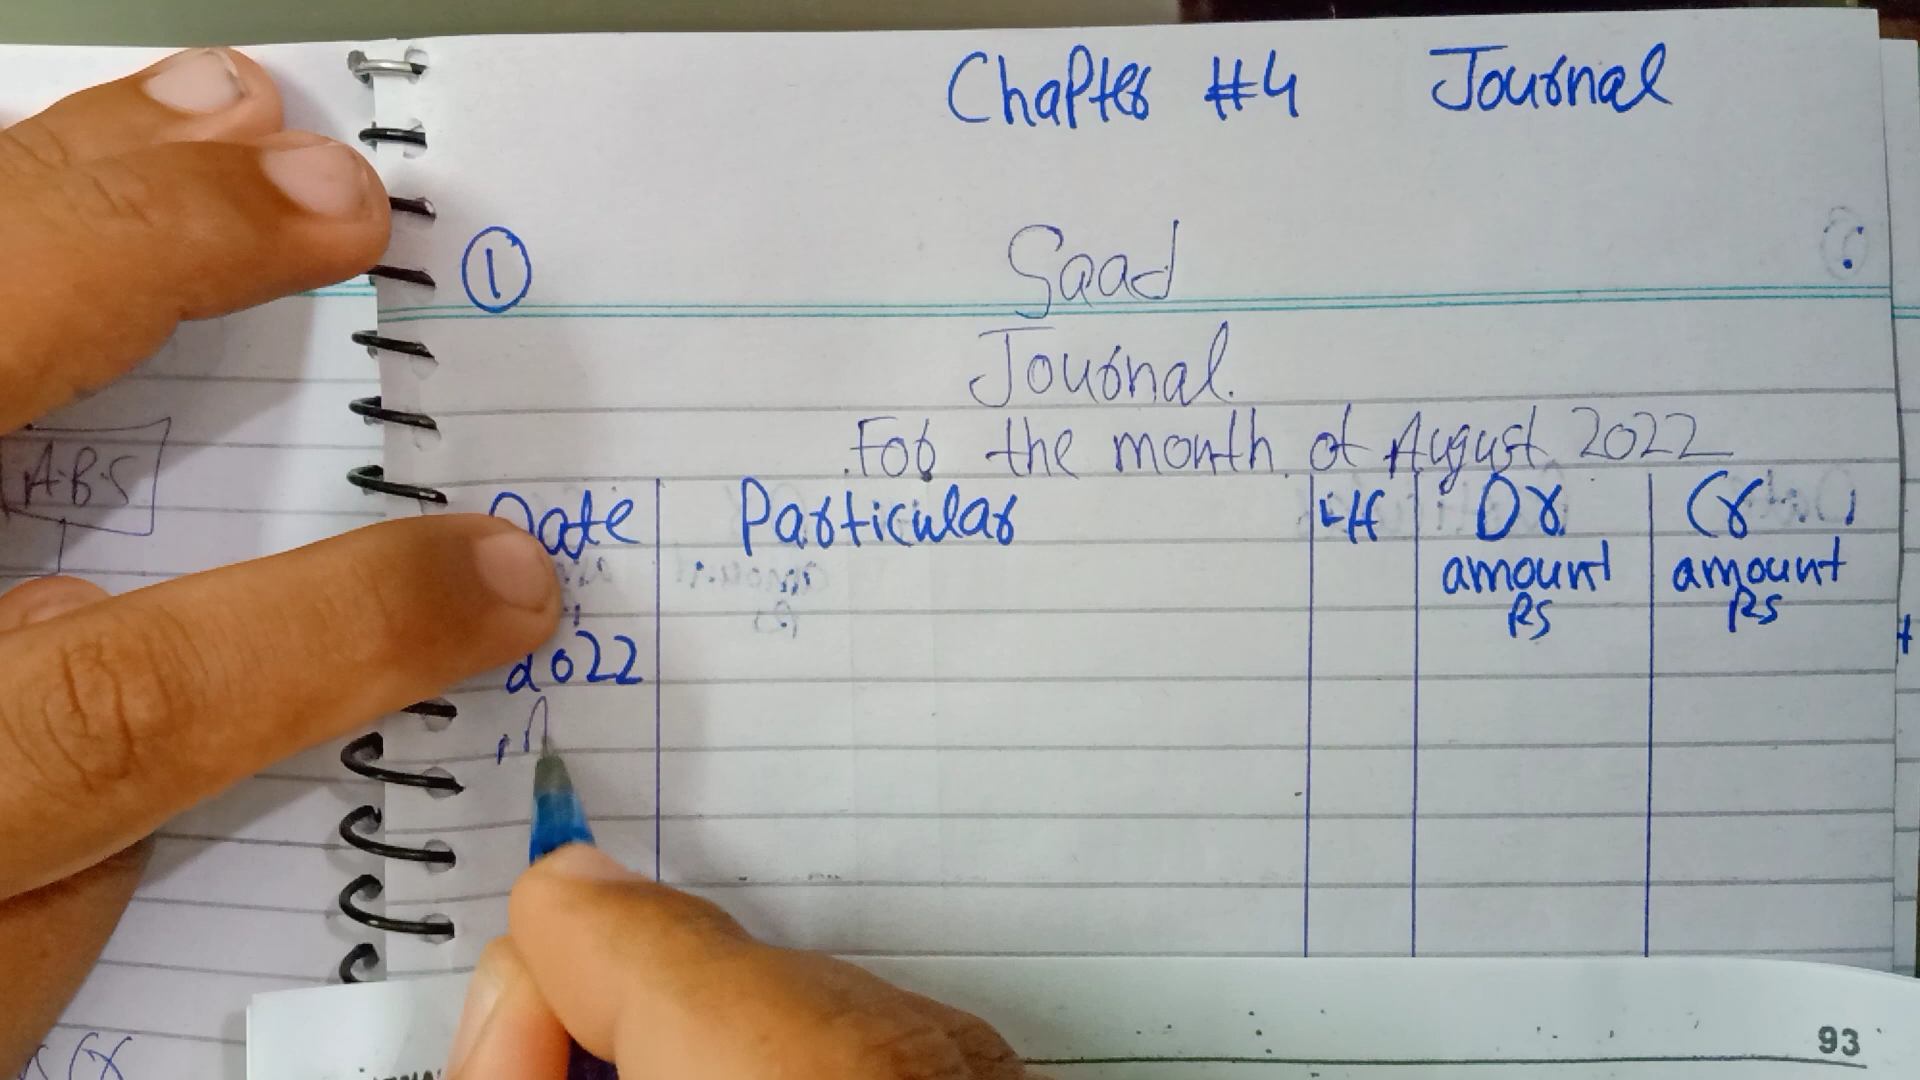 Chapter #4 Journal
1
Saad
Journal.
For the month of August 2022
Date Particular Dr Cr
amount amount
Rs Rs
2022
A.B.S
93